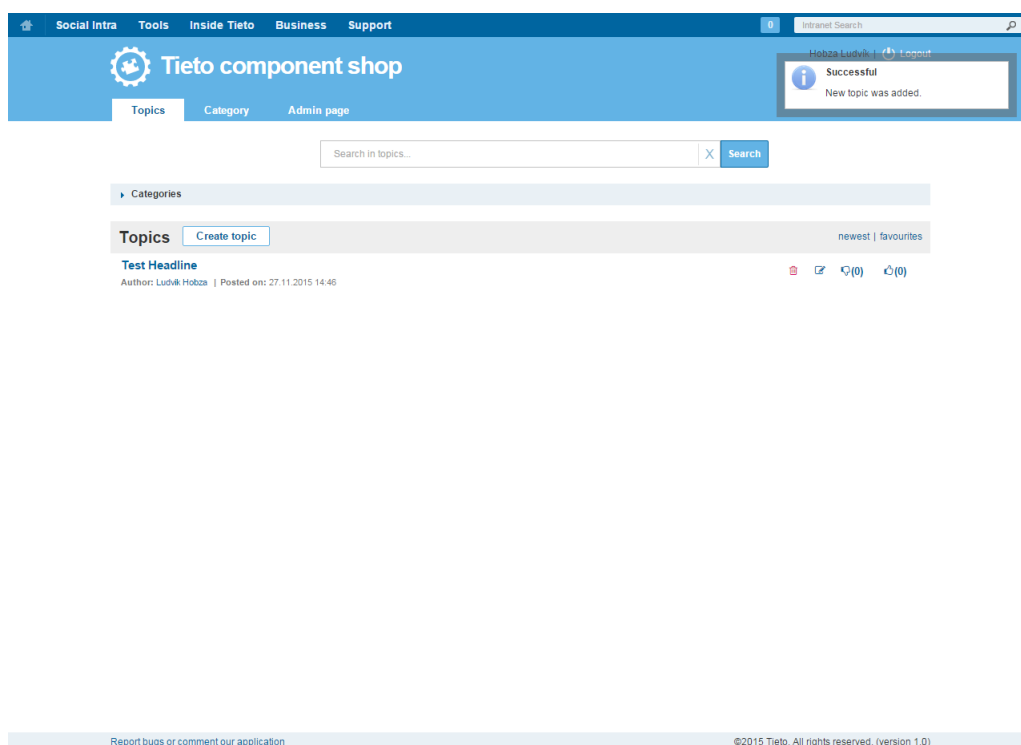 Social Intra Tools Inside Tieto Business Support 0 Intranet Search
Hobza Ludvík | Logout
Tieto component shop
Successful
New topic was added.
Topics Category Admin page
Search in topics... X Search
Categories
Topics Create topic newest | favourites
Test Headline
Author: Ludvík Hobza | Posted on: 27.11.2015 14:46 (0) (0)
Report bugs or comment our application ©2015 Tieto. All rights reserved. (version 1.0)